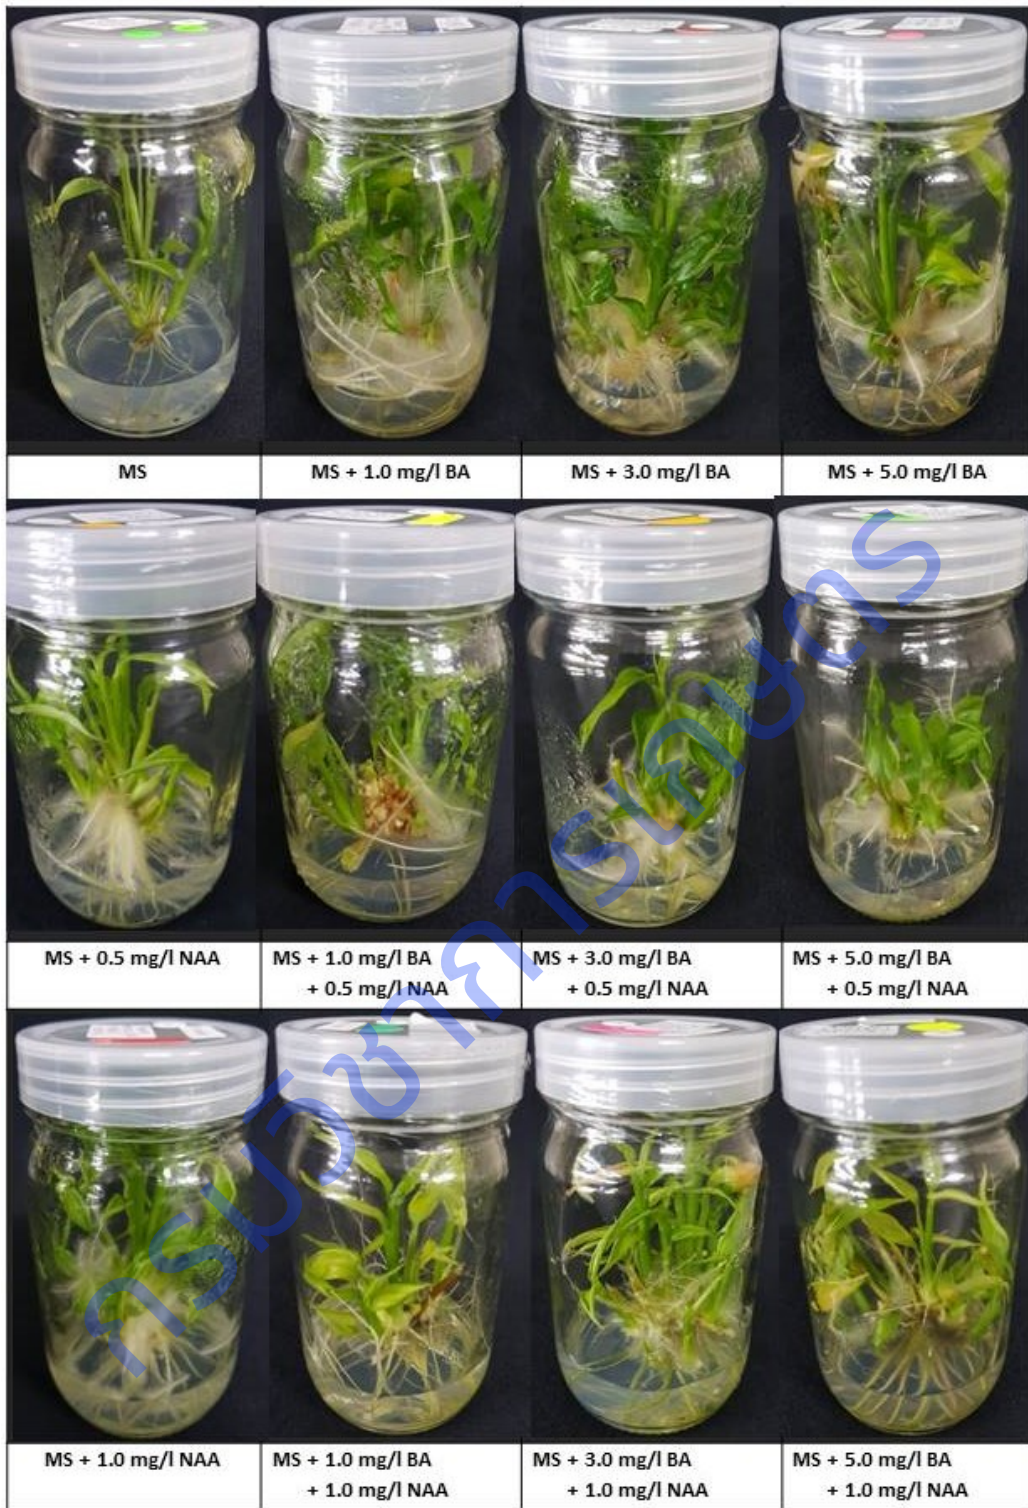 MS
MS + 1.0 mg/l BA
MS + 3.0 mg/l BA
MS + 5.0 mg/l BA
MS + 0.5 mg/l NAA
MS + 1.0 mg/l BA
+ 0.5 mg/l NAA
MS + 3.0 mg/l BA
+ 0.5 mg/l NAA
MS + 5.0 mg/l BA
+ 0.5 mg/l NAA
MS + 1.0 mg/l NAA
MS + 1.0 mg/l BA
+ 1.0 mg/l NAA
MS + 3.0 mg/l BA
+ 1.0 mg/l NAA
MS + 5.0 mg/l BA
+ 1.0 mg/l NAA
กรมวิชาการเกษตร